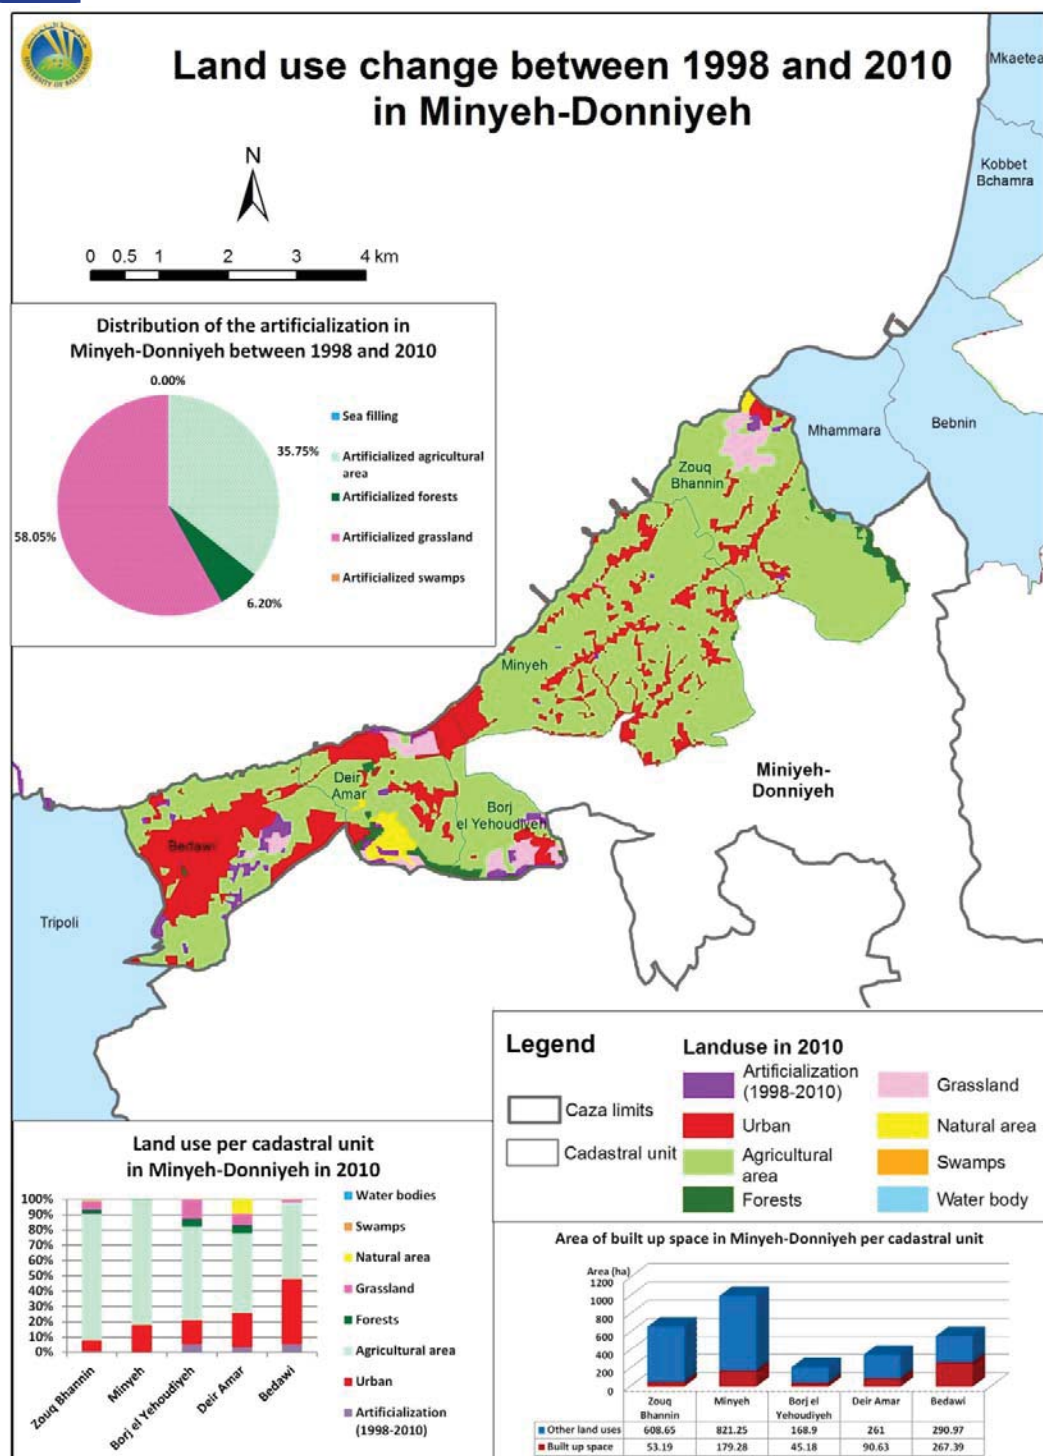 Land use change between 1998 and 2010
in Minyeh-Donniyeh
N
0 0.5 1 2 3 4 km
Mkaetea
Kobbet
Bchamra
Distribution of the artificialization in
Minyeh-Donniyeh between 1998 and 2010
0.00%
35.75%
58.05%
6.20%
Sea filling
Artificialized agricultural
area
Artificialized forests
Artificialized grassland
Artificialized swamps
Mhammara
Bebnin
Zouq
Bhannin
Minyeh
Miniyeh-
Donniyeh
Deir
Amar
Borj
el Yehoudiyeh
Bedawi
Tripoli
Legend
Caza limits
Cadastral unit
Landuse in 2010
Artificialization
(1998-2010)
Urban
Agricultural
area
Forests
Grassland
Natural area
Swamps
Water body
Land use per cadastral unit
in Minyeh-Donniyeh in 2010
100%
90%
80%
70%
60%
50%
40%
30%
20%
10%
0%
Zouq Bhannin
Minyeh
Borj el Yehoudiyeh
Deir Amar
Bedawi
Water bodies
Swamps
Natural area
Grassland
Forests
Agricultural area
Urban
Artificialization
(1998-2010)
Area of built up space in Minyeh-Donniyeh per cadastral unit
Area (ha)
1200
1000
800
600
400
200
0
Zouq Bhannin Minyeh Borj el Yehoudiyeh Deir Amar Bedawi
Other land uses 608.65 821.25 168.9 261 290.97
Built up space 53.19 179.28 45.18 90.63 267.39